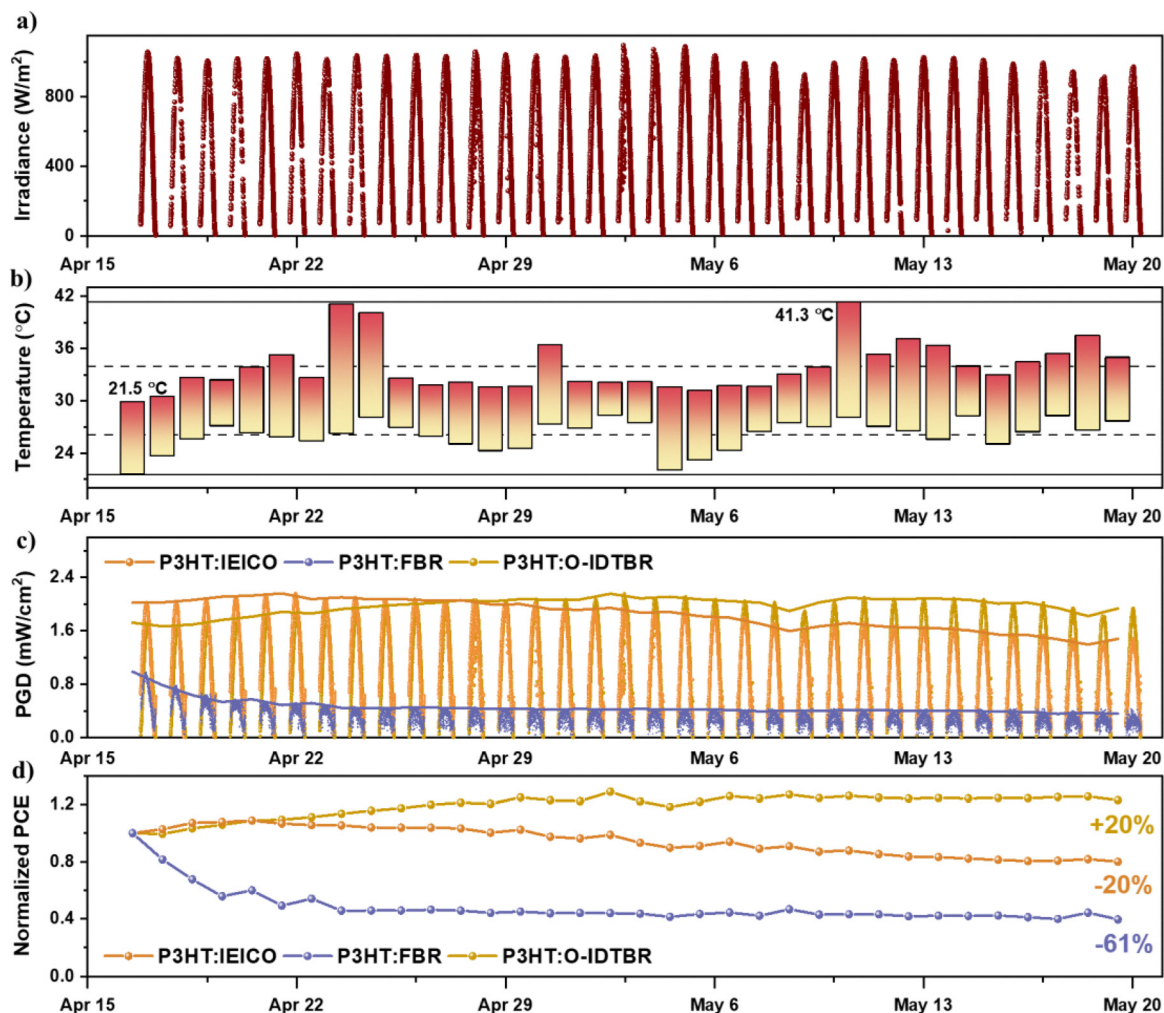 a)
Irradiance (W/m²)
800
400
0
Apr 15 Apr 22 Apr 29 May 6 May 13 May 20
b)
Temperature (°C)
42
36
30
24
21.5 °C
41.3 °C
Apr 15 Apr 22 Apr 29 May 6 May 13 May 20
c)
PGD (mW/cm²)
2.4
1.6
0.8
0.0
P3HT:IEICO P3HT:FBR P3HT:O-IDTBR
Apr 15 Apr 22 Apr 29 May 6 May 13 May 20
d)
Normalized PCE
1.2
0.8
0.4
0.0
+20%
-20%
-61%
P3HT:IEICO P3HT:FBR P3HT:O-IDTBR
Apr 15 Apr 22 Apr 29 May 6 May 13 May 20